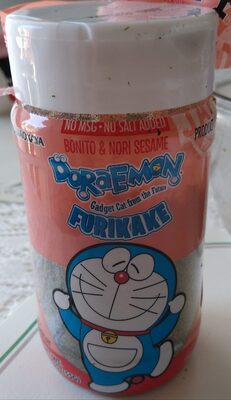 NO MSG • NO SALT ADDED
BONITO & NORI SESAME
DORAEMON
Gadget Cat from the Future
FURIKAKE